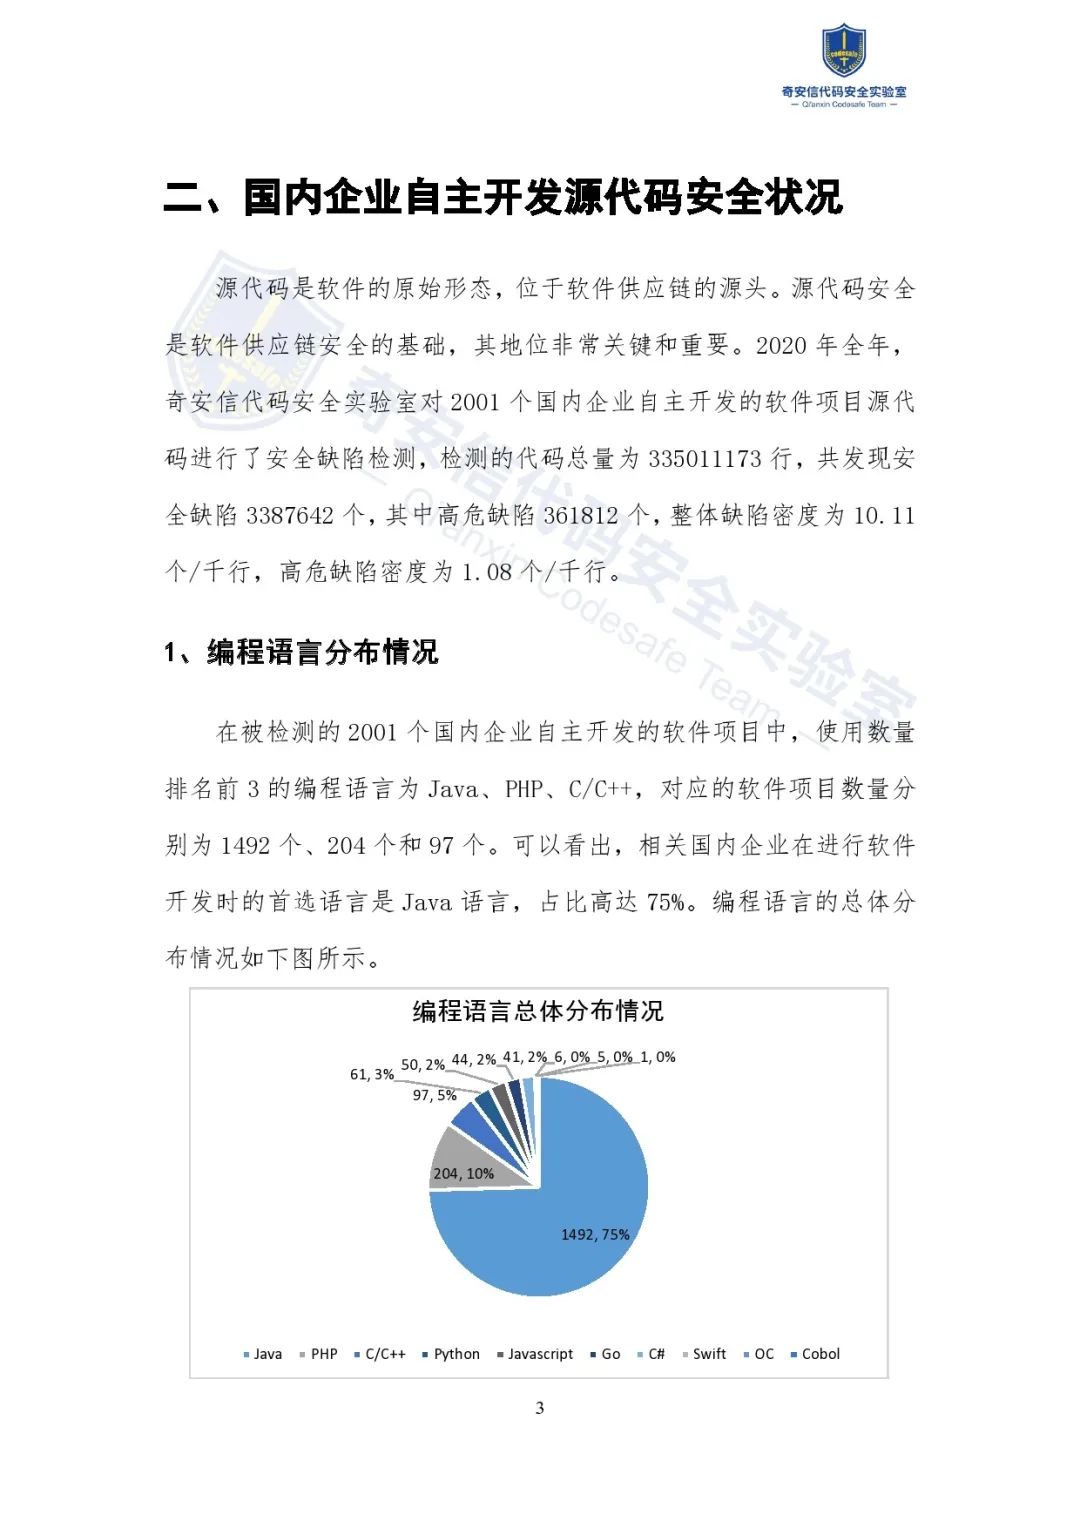 codesafe
奇安信代码安全实验室
— Qi'anxin Codesafe Team —
二、国内企业自主开发源代码安全状况
源代码是软件的原始形态，位于软件供应链的源头。源代码安全
是软件供应链安全的基础，其地位非常关键和重要。2020 年全年，
奇安信代码安全实验室对 2001 个国内企业自主开发的软件项目源代
码进行了安全缺陷检测，检测的代码总量为 335011173 行，共发现安
全缺陷 3387642 个，其中高危缺陷 361812 个，整体缺陷密度为 10.11
个/千行，高危缺陷密度为 1.08 个/千行。
codesafe
奇安信代码安全实验室
— Qi'anxin Codesafe Team —
1、编程语言分布情况
在被检测的 2001 个国内企业自主开发的软件项目中，使用数量
排名前 3 的编程语言为 Java、PHP、C/C++，对应的软件项目数量分
别为 1492 个、204 个和 97 个。可以看出，相关国内企业在进行软件
开发时的首选语言是 Java 语言，占比高达 75%。编程语言的总体分
布情况如下图所示。
编程语言总体分布情况
61, 3% 50, 2% 44, 2% 41, 2% 6, 0% 5, 0% 1, 0%
97, 5%
204, 10%
1492, 75%
Java PHP C/C++ Python Javascript Go C# Swift OC Cobol
3